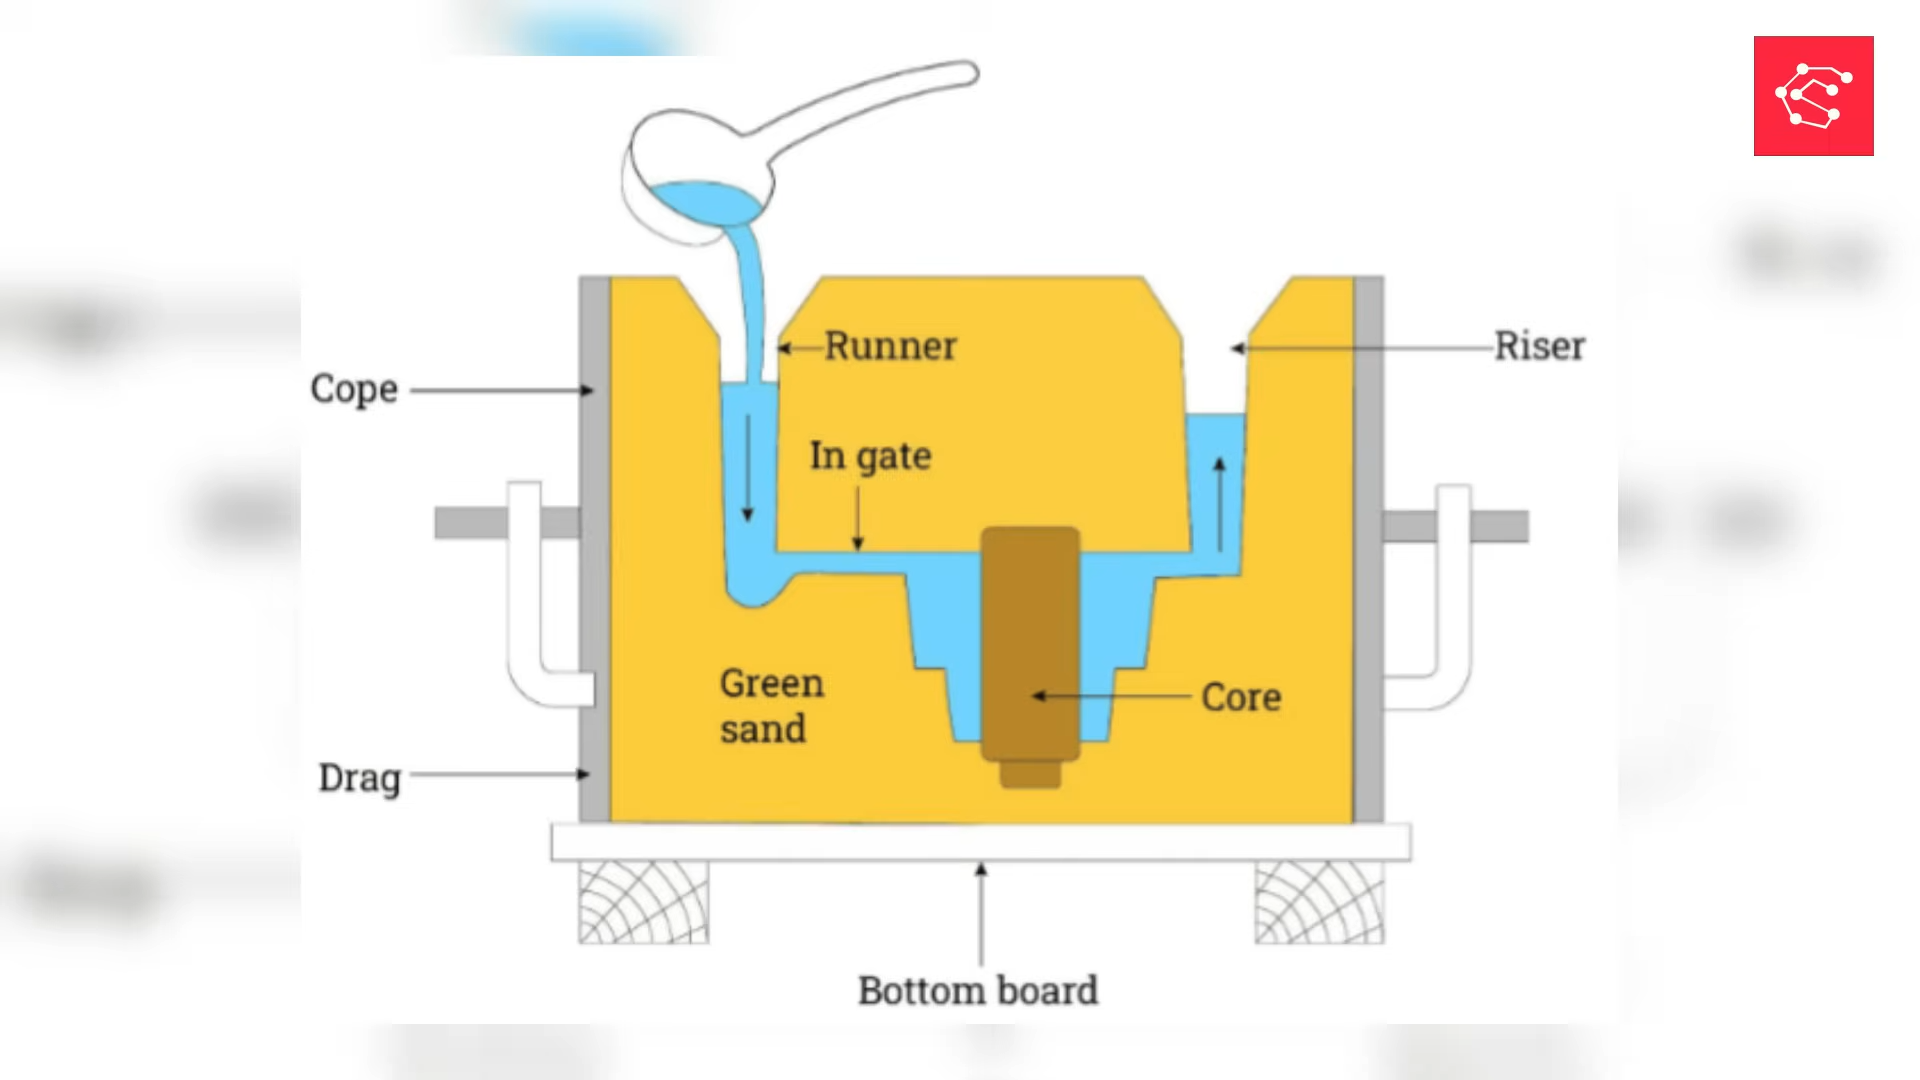 Runner
Riser
Cope
In gate
Green
sand
Core
Drag
Bottom board